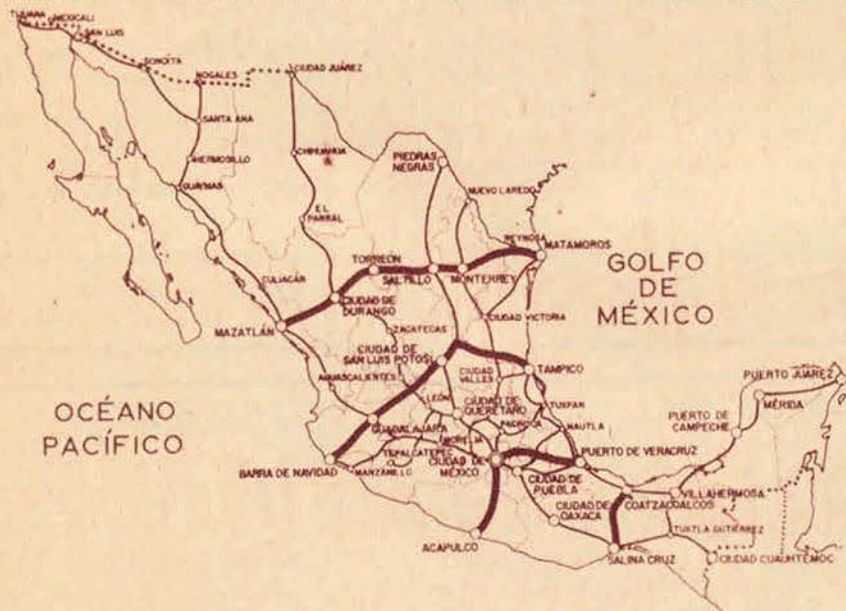 TIJUANA
MEXICALI
SAN LUIS
SONOITA
NOGALES
CIUDAD JUÁREZ
SANTA ANA
HERMOSILLO
GUAYMAS
CHIHUAHUA
EL
PARRAL
PIEDRAS
NEGRAS
NUEVO LAREDO
REYNOSA
MATAMOROS
TORREÓN
SALTILLO
MONTERREY
CULIACÁN
CIUDAD DE
DURANGO
MAZATLÁN
ZACATECAS
CIUDAD VICTORIA
GOLFO
DE
MÉXICO
CIUDAD DE
SAN LUIS POTOSÍ
AGUASCALIENTES
CIUDAD
VALLES
TAMPICO
LEÓN
CIUDAD DE
QUERÉTARO
TUXPAN
PACHUCA
NAUTLA
OCÉANO
PACÍFICO
GUADALAJARA
MORELIA
TEPALCATEPEC
BARRA DE NAVIDAD
MANZANILLO
CIUDAD DE
MÉXICO
PUERTO DE VERACRUZ
CIUDAD DE
PUEBLA
CIUDAD DE
OAXACA
ACAPULCO
PUERTO JUÁREZ
MÉRIDA
PUERTO DE
CAMPECHE
VILLAHERMOSA
COATZACOALCOS
TUXTLA GUTIÉRREZ
SALINA CRUZ
CIUDAD CUAUHTÉMOC